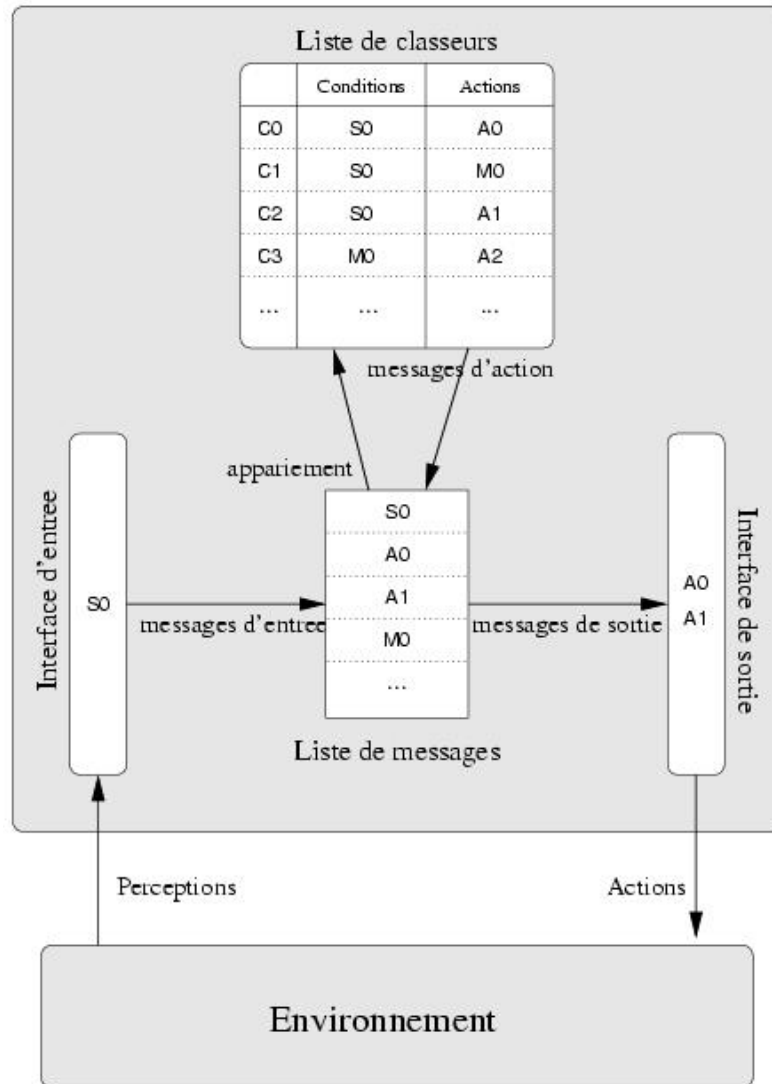 Liste de classeurs
Conditions Actions
C0 S0 A0
C1 S0 M0
C2 S0 A1
C3 M0 A2
... ... ...
messages d'action
appariement
Interface d'entree
S0
messages d'entree
S0
A0
A1
M0
...
Liste de messages
messages de sortie
A0
A1
Interface de sortie
Perceptions
Actions
Environnement